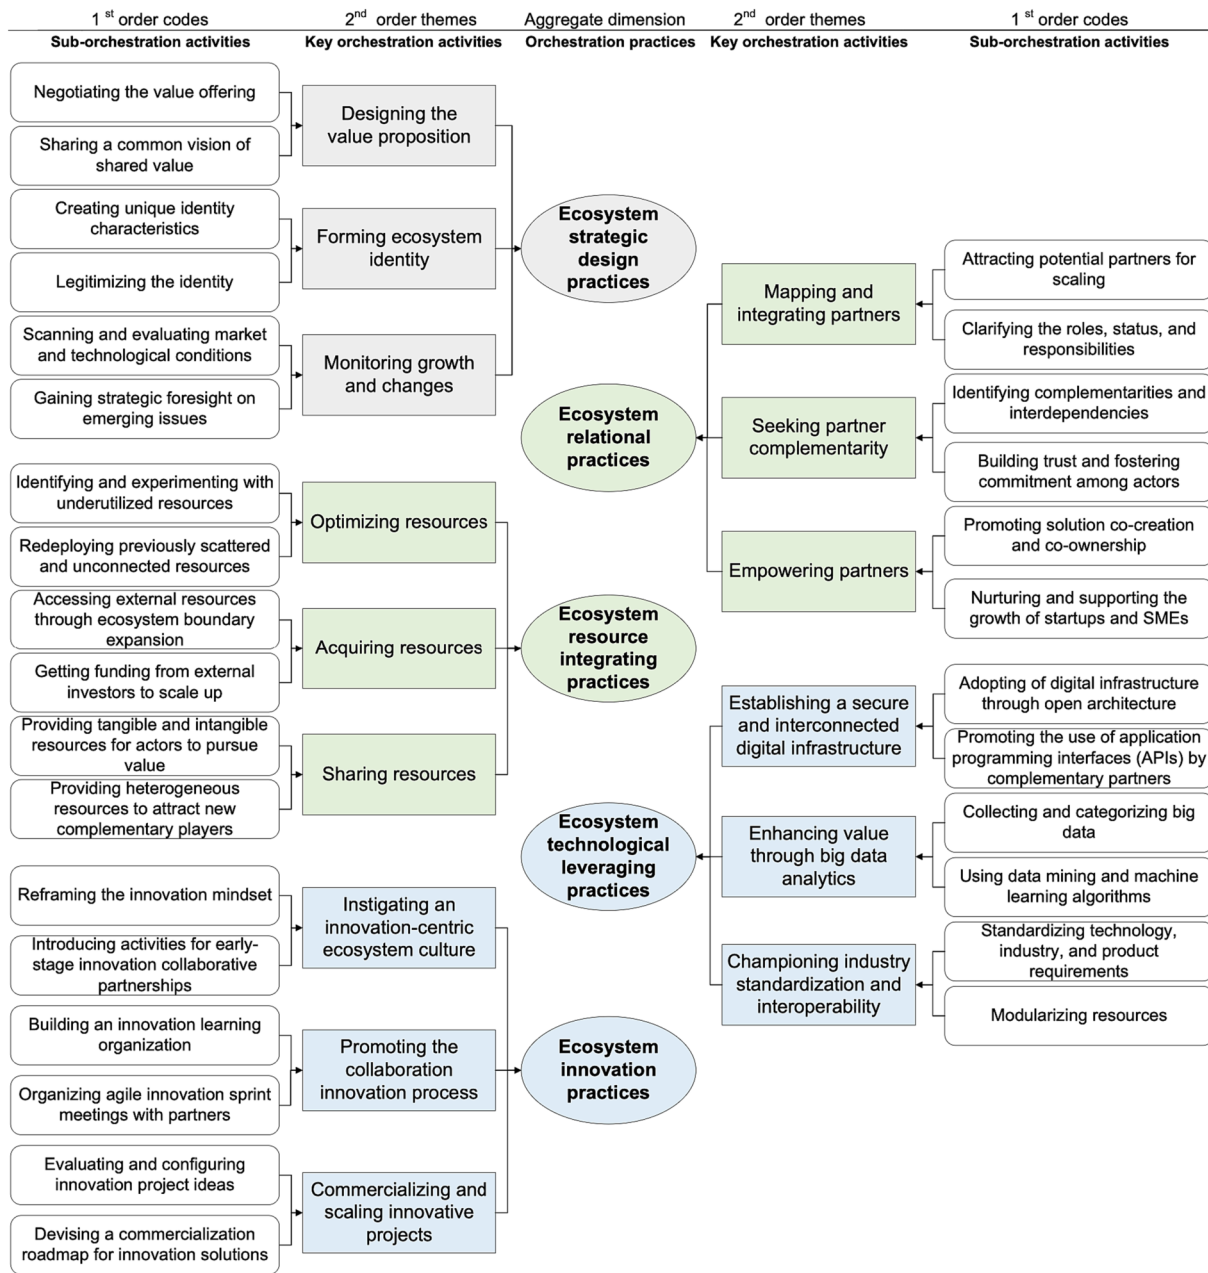 1 st order codes
2nd order themes
Aggregate dimension
2nd order themes
1 st order codes
Sub-orchestration activities
Key orchestration activities
Orchestration practices
Key orchestration activities
Sub-orchestration activities
Negotiating the value offering
Sharing a common vision of
shared value
Designing the
value proposition
Creating unique identity
characteristics
Legitimizing the identity
Forming ecosystem
identity
Scanning and evaluating market
and technological conditions
Gaining strategic foresight on
emerging issues
Monitoring growth
and changes
Ecosystem
strategic
design
practices
Identifying and experimenting with
underutilized resources
Redeploying previously scattered
and unconnected resources
Optimizing resources
Accessing external resources
through ecosystem boundary
expansion
Getting funding from external
investors to scale up
Acquiring resources
Providing tangible and intangible
resources for actors to pursue
value
Providing heterogeneous
resources to attract new
complementary players
Sharing resources
Ecosystem
resource
integrating
practices
Reframing the innovation mindset
Introducing activities for early-
stage innovation collaborative
partnerships
Instigating an
innovation-centric
ecosystem culture
Building an innovation learning
organization
Organizing agile innovation sprint
meetings with partners
Promoting the
collaboration
innovation process
Evaluating and configuring
innovation project ideas
Devising a commercialization
roadmap for innovation solutions
Commercializing and
scaling innovative
projects
Ecosystem
innovation
practices
Ecosystem
relational
practices
Mapping and
integrating partners
Attracting potential partners for
scaling
Clarifying the roles, status, and
responsibilities
Seeking partner
complementarity
Identifying complementarities and
interdependencies
Building trust and fostering
commitment among actors
Empowering partners
Promoting solution co-creation
and co-ownership
Nurturing and supporting the
growth of startups and SMEs
Ecosystem
technological
leveraging
practices
Establishing a secure
and interconnected
digital infrastructure
Adopting of digital infrastructure
through open architecture
Promoting the use of application
programming interfaces (APIs) by
complementary partners
Enhancing value
through big data
analytics
Collecting and categorizing big
data
Using data mining and machine
learning algorithms
Championing industry
standardization and
interoperability
Standardizing technology,
industry, and product
requirements
Modularizing resources